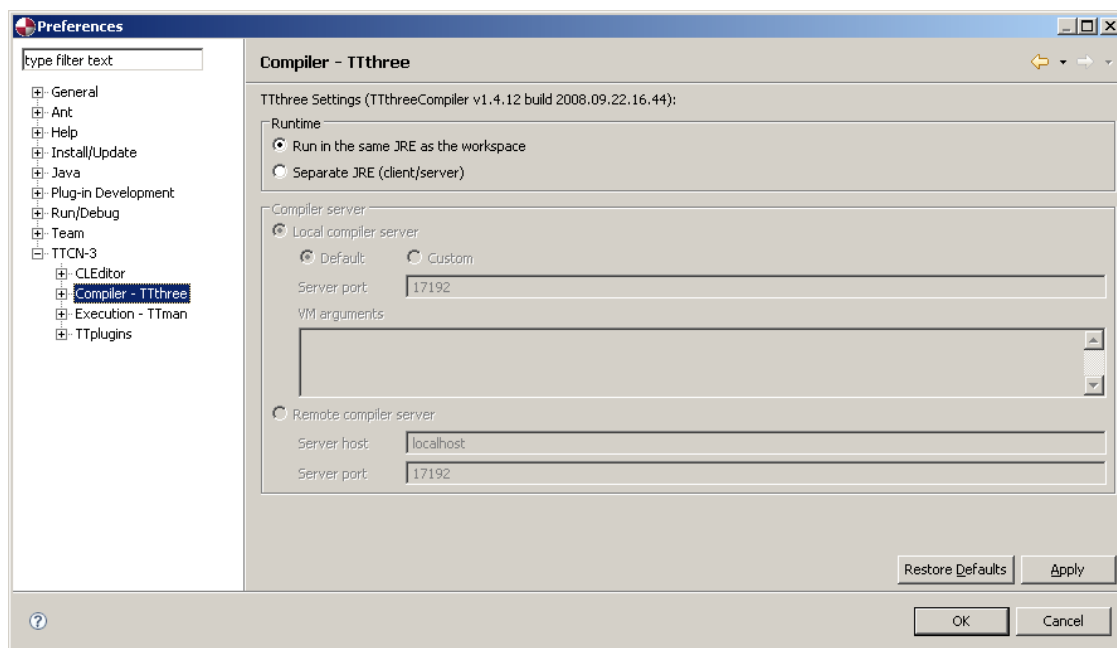 Preferences
type filter text
General
Ant
Help
Install/Update
Java
Plug-in Development
Run/Debug
Team
TTCN-3
CLEditor
Compiler - TTthree
Execution - TTman
TTplugins
Compiler - TTthree
TTthree Settings (TTthreeCompiler v1.4.12 build 2008.09.22.16.44):
Runtime
Run in the same JRE as the workspace
Separate JRE (client/server)
Compiler server
Local compiler server
Default Custom
Server port 17192
VM arguments
Remote compiler server
Server host localhost
Server port 17192
Restore Defaults Apply
OK Cancel